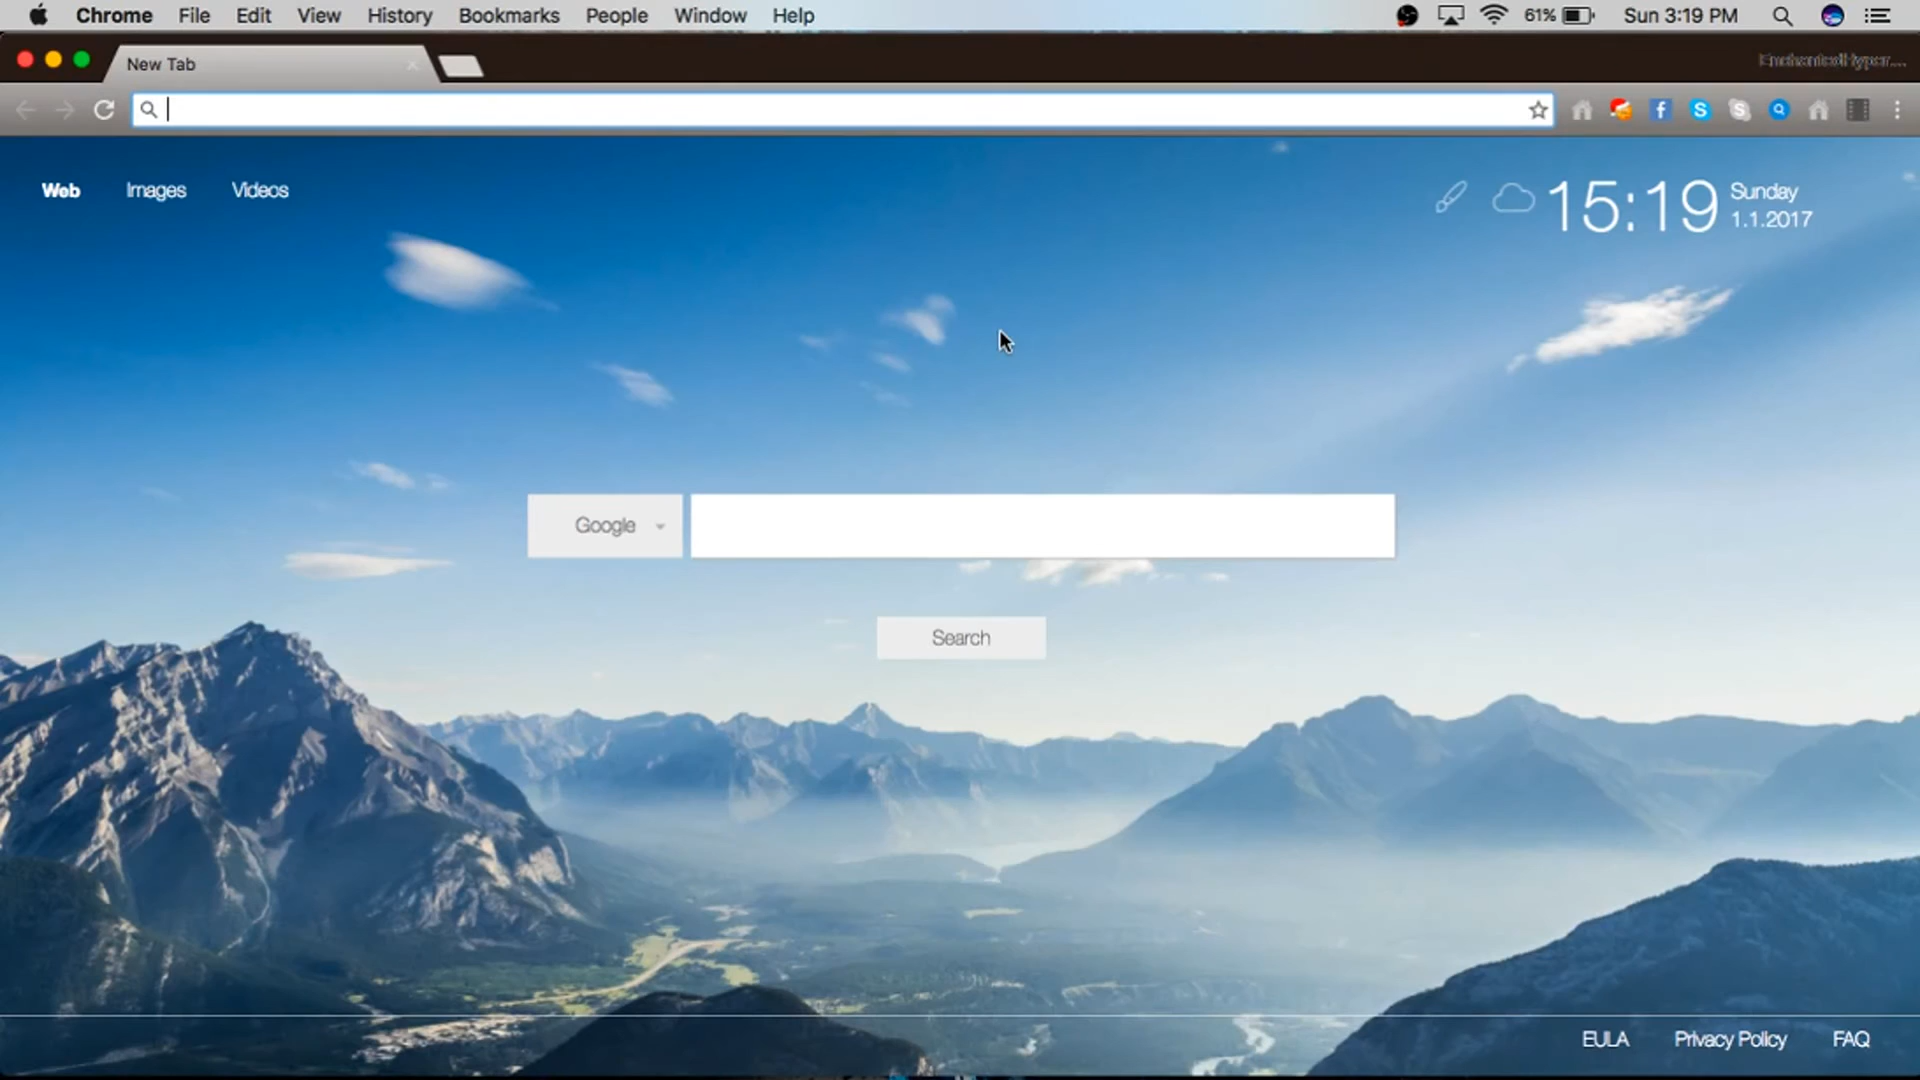 Chrome File Edit View History Bookmarks People Window Help 61% Sun 3:19 PM
New Tab
Web Images Videos 15:19 Sunday
1.1.2017
Google
Search
EULA Privacy Policy FAQ